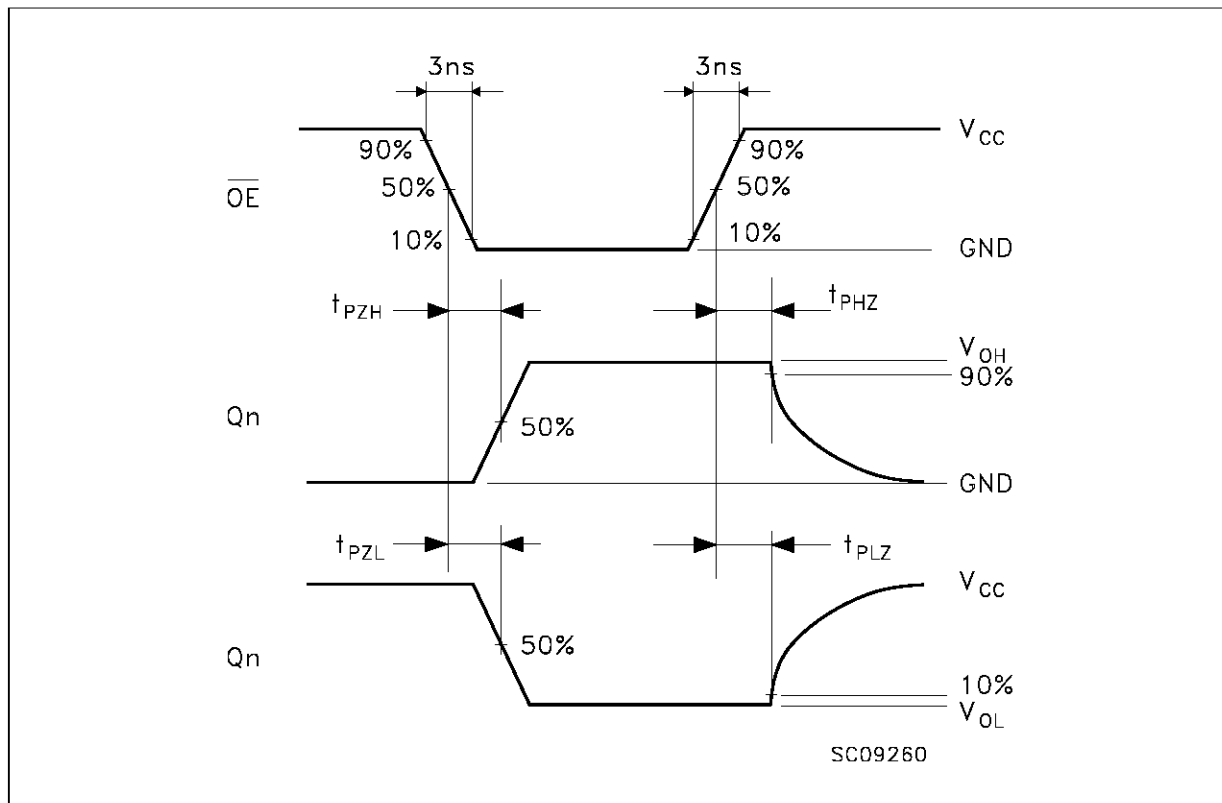 3ns 3ns
V_CC
90% 90%
O̅E̅ 50% 50%
10% 10%
GND
t_PZH t_PHZ
V_OH
90%
Qn 50%
GND
t_PZL t_PLZ
V_CC
Qn 50%
10%
V_OL
SC09260